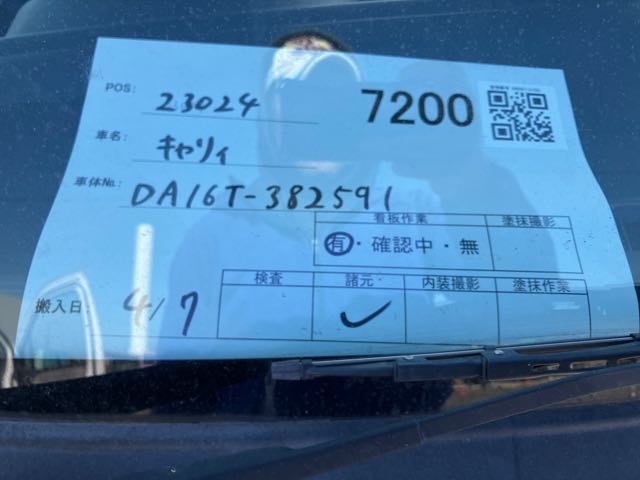 POS: 23024 7200
車名: キャリィ
車体No.: DA16T-382591
看板作業 塗抹撮影
有・確認中・無
検査 諸元 内装撮影 塗抹作業
搬入日: 4/7 ✓